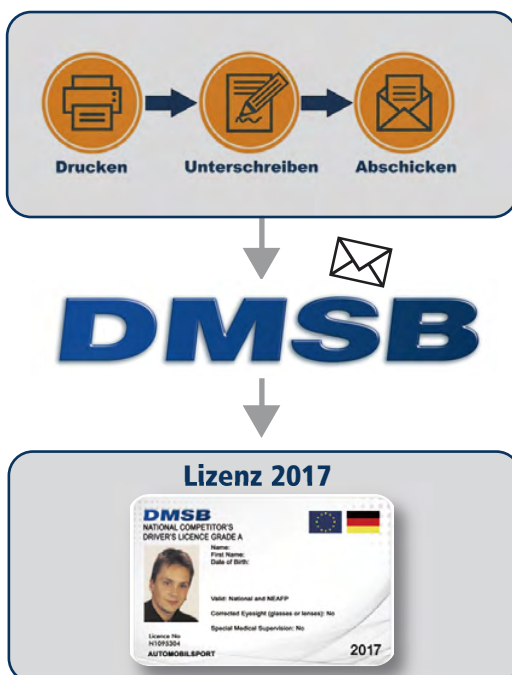 Drucken
Unterschreiben
Abschicken
DMSB
Lizenz 2017
DMSB
NATIONAL COMPETITOR'S
DRIVER'S LICENCE GRADE A
Name:
First Name:
Date of Birth:
Valid: National and NEAFP
Corrected Eyesight (glasses or lenses): No
Special Medical Supervision: No
Licence No
N1095304
AUTOMOBILSPORT
2017